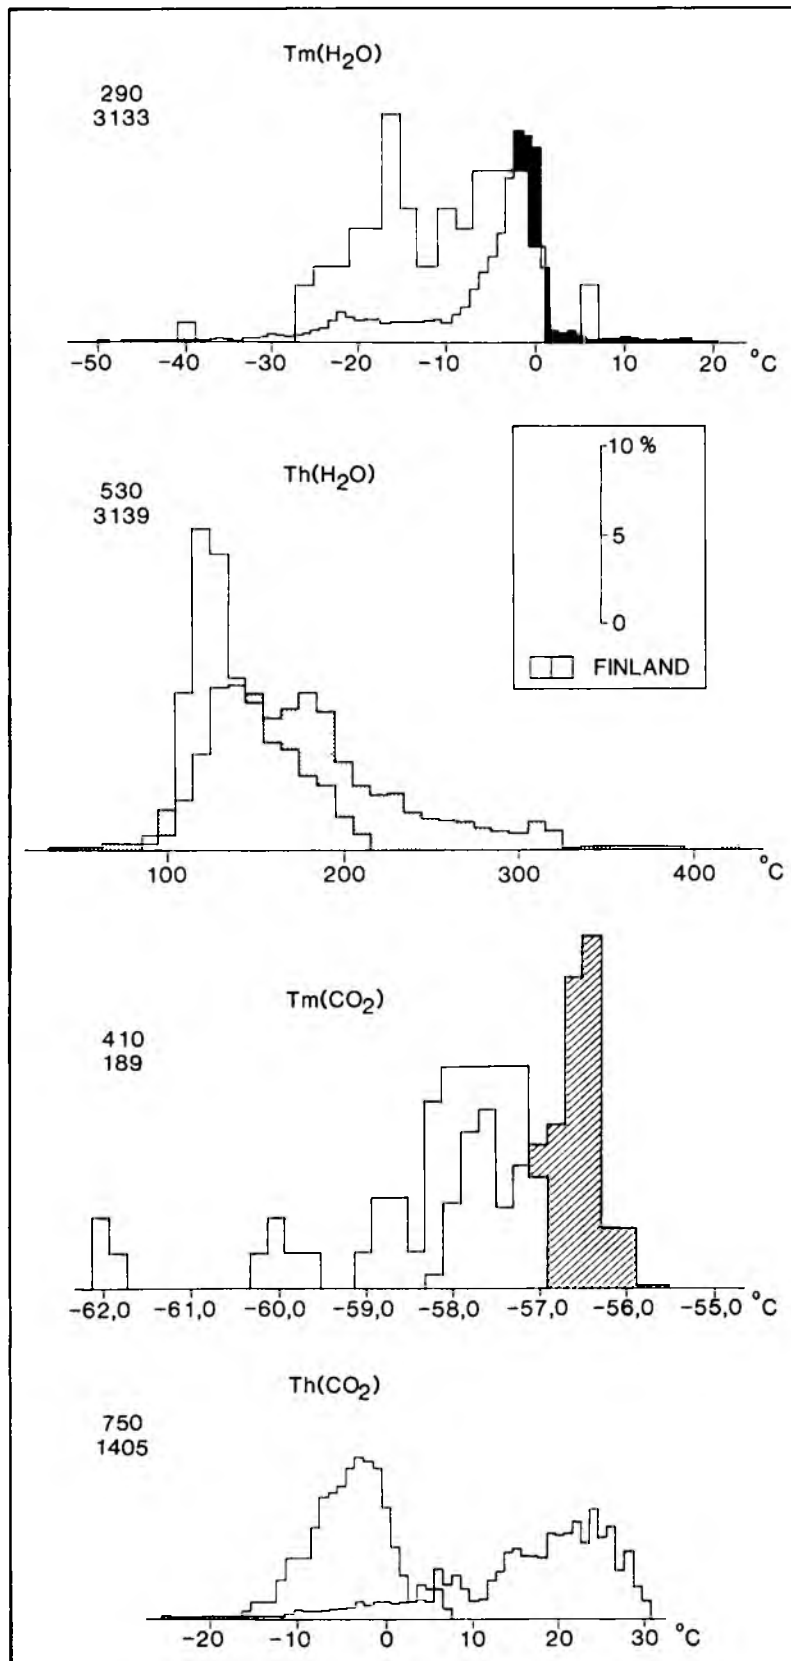 Tm(H₂O)
290
3133
-50 -40 -30 -20 -10 0 10 20 °C
Th(H₂O)
530
3139
10 %
5
0
FINLAND
100 200 300 400 °C
Tm(CO₂)
410
189
-62,0 -61,0 -60,0 -59,0 -58,0 -57,0 -56,0 -55,0 °C
Th(CO₂)
750
1405
-20 -10 0 10 20 30 °C